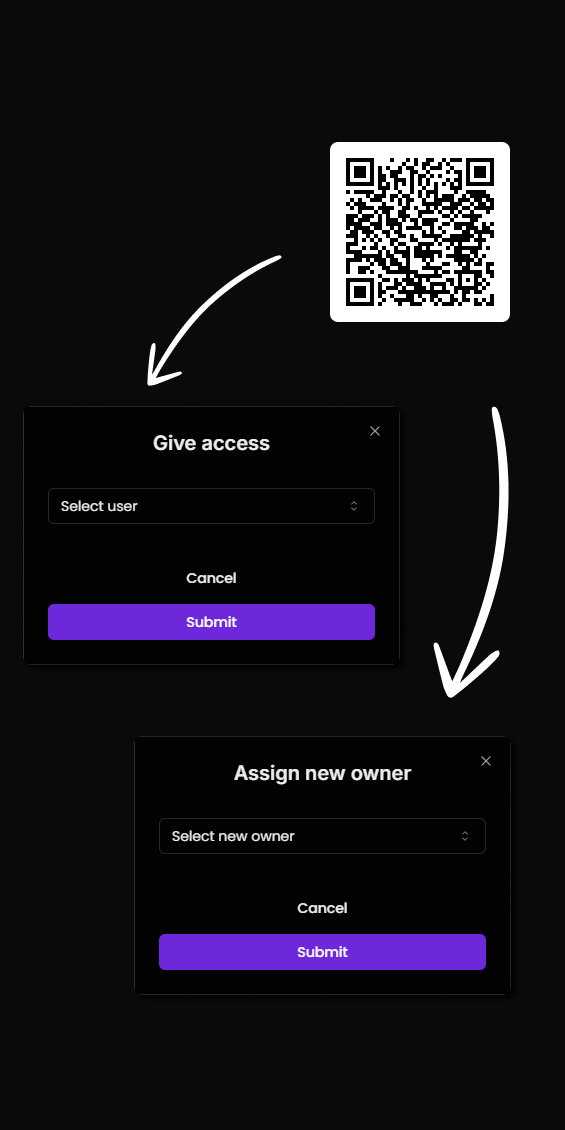 Give access
Select user
Cancel
Submit
Assign new owner
Select new owner
Cancel
Submit